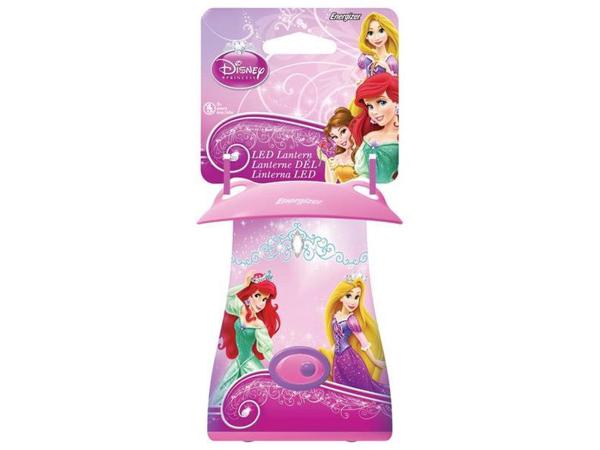 Energizer
Disney
PRINCESS
LED Lantern
Lanterne DEL
Linterna LED
Energizer